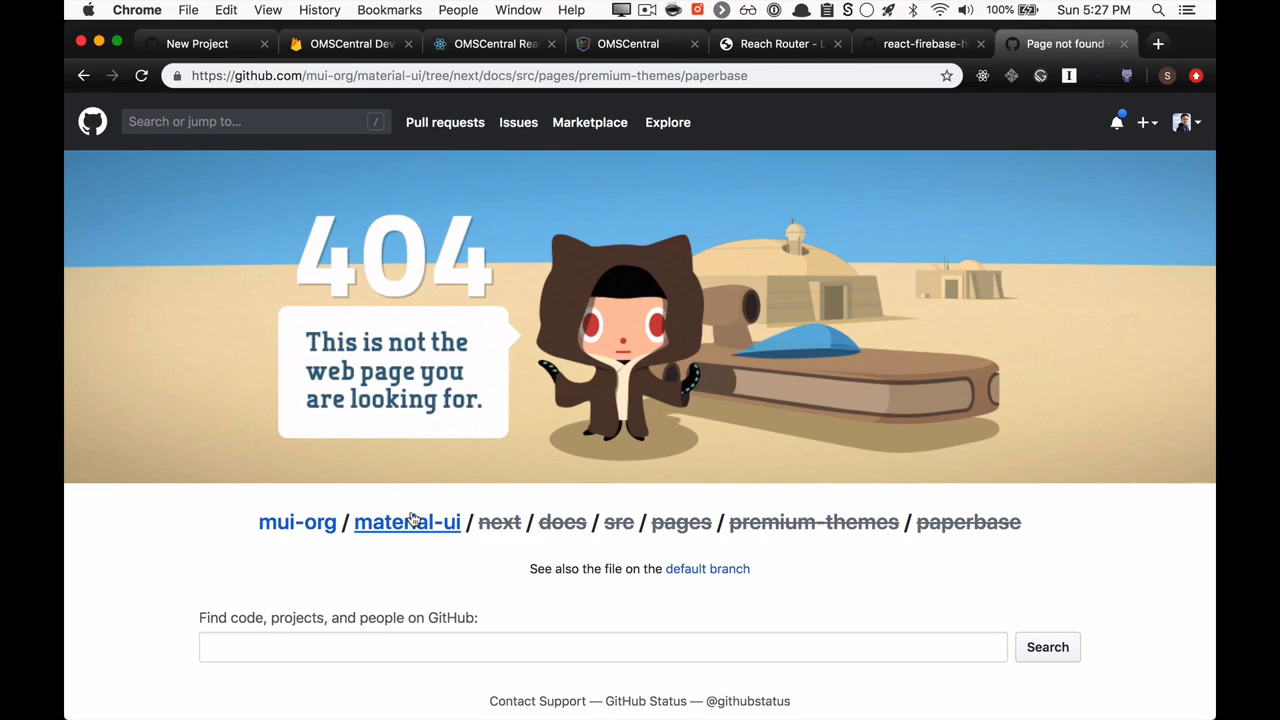 Chrome File Edit View History Bookmarks People Window Help 100% Sun 5:27 PM
New Project OMSCentral Dev OMSCentral Rea OMSCentral Reach Router - L react-firebase-h Page not found ·
https://github.com/mui-org/material-ui/tree/next/docs/src/pages/premium-themes/paperbase S
Search or jump to... / Pull requests Issues Marketplace Explore
404
This is not the
web page you
are looking for.
mui-org / material-ui / next / docs / src / pages / premium-themes / paperbase
See also the file on the default branch
Find code, projects, and people on GitHub:
Search
Contact Support — GitHub Status — @githubstatus